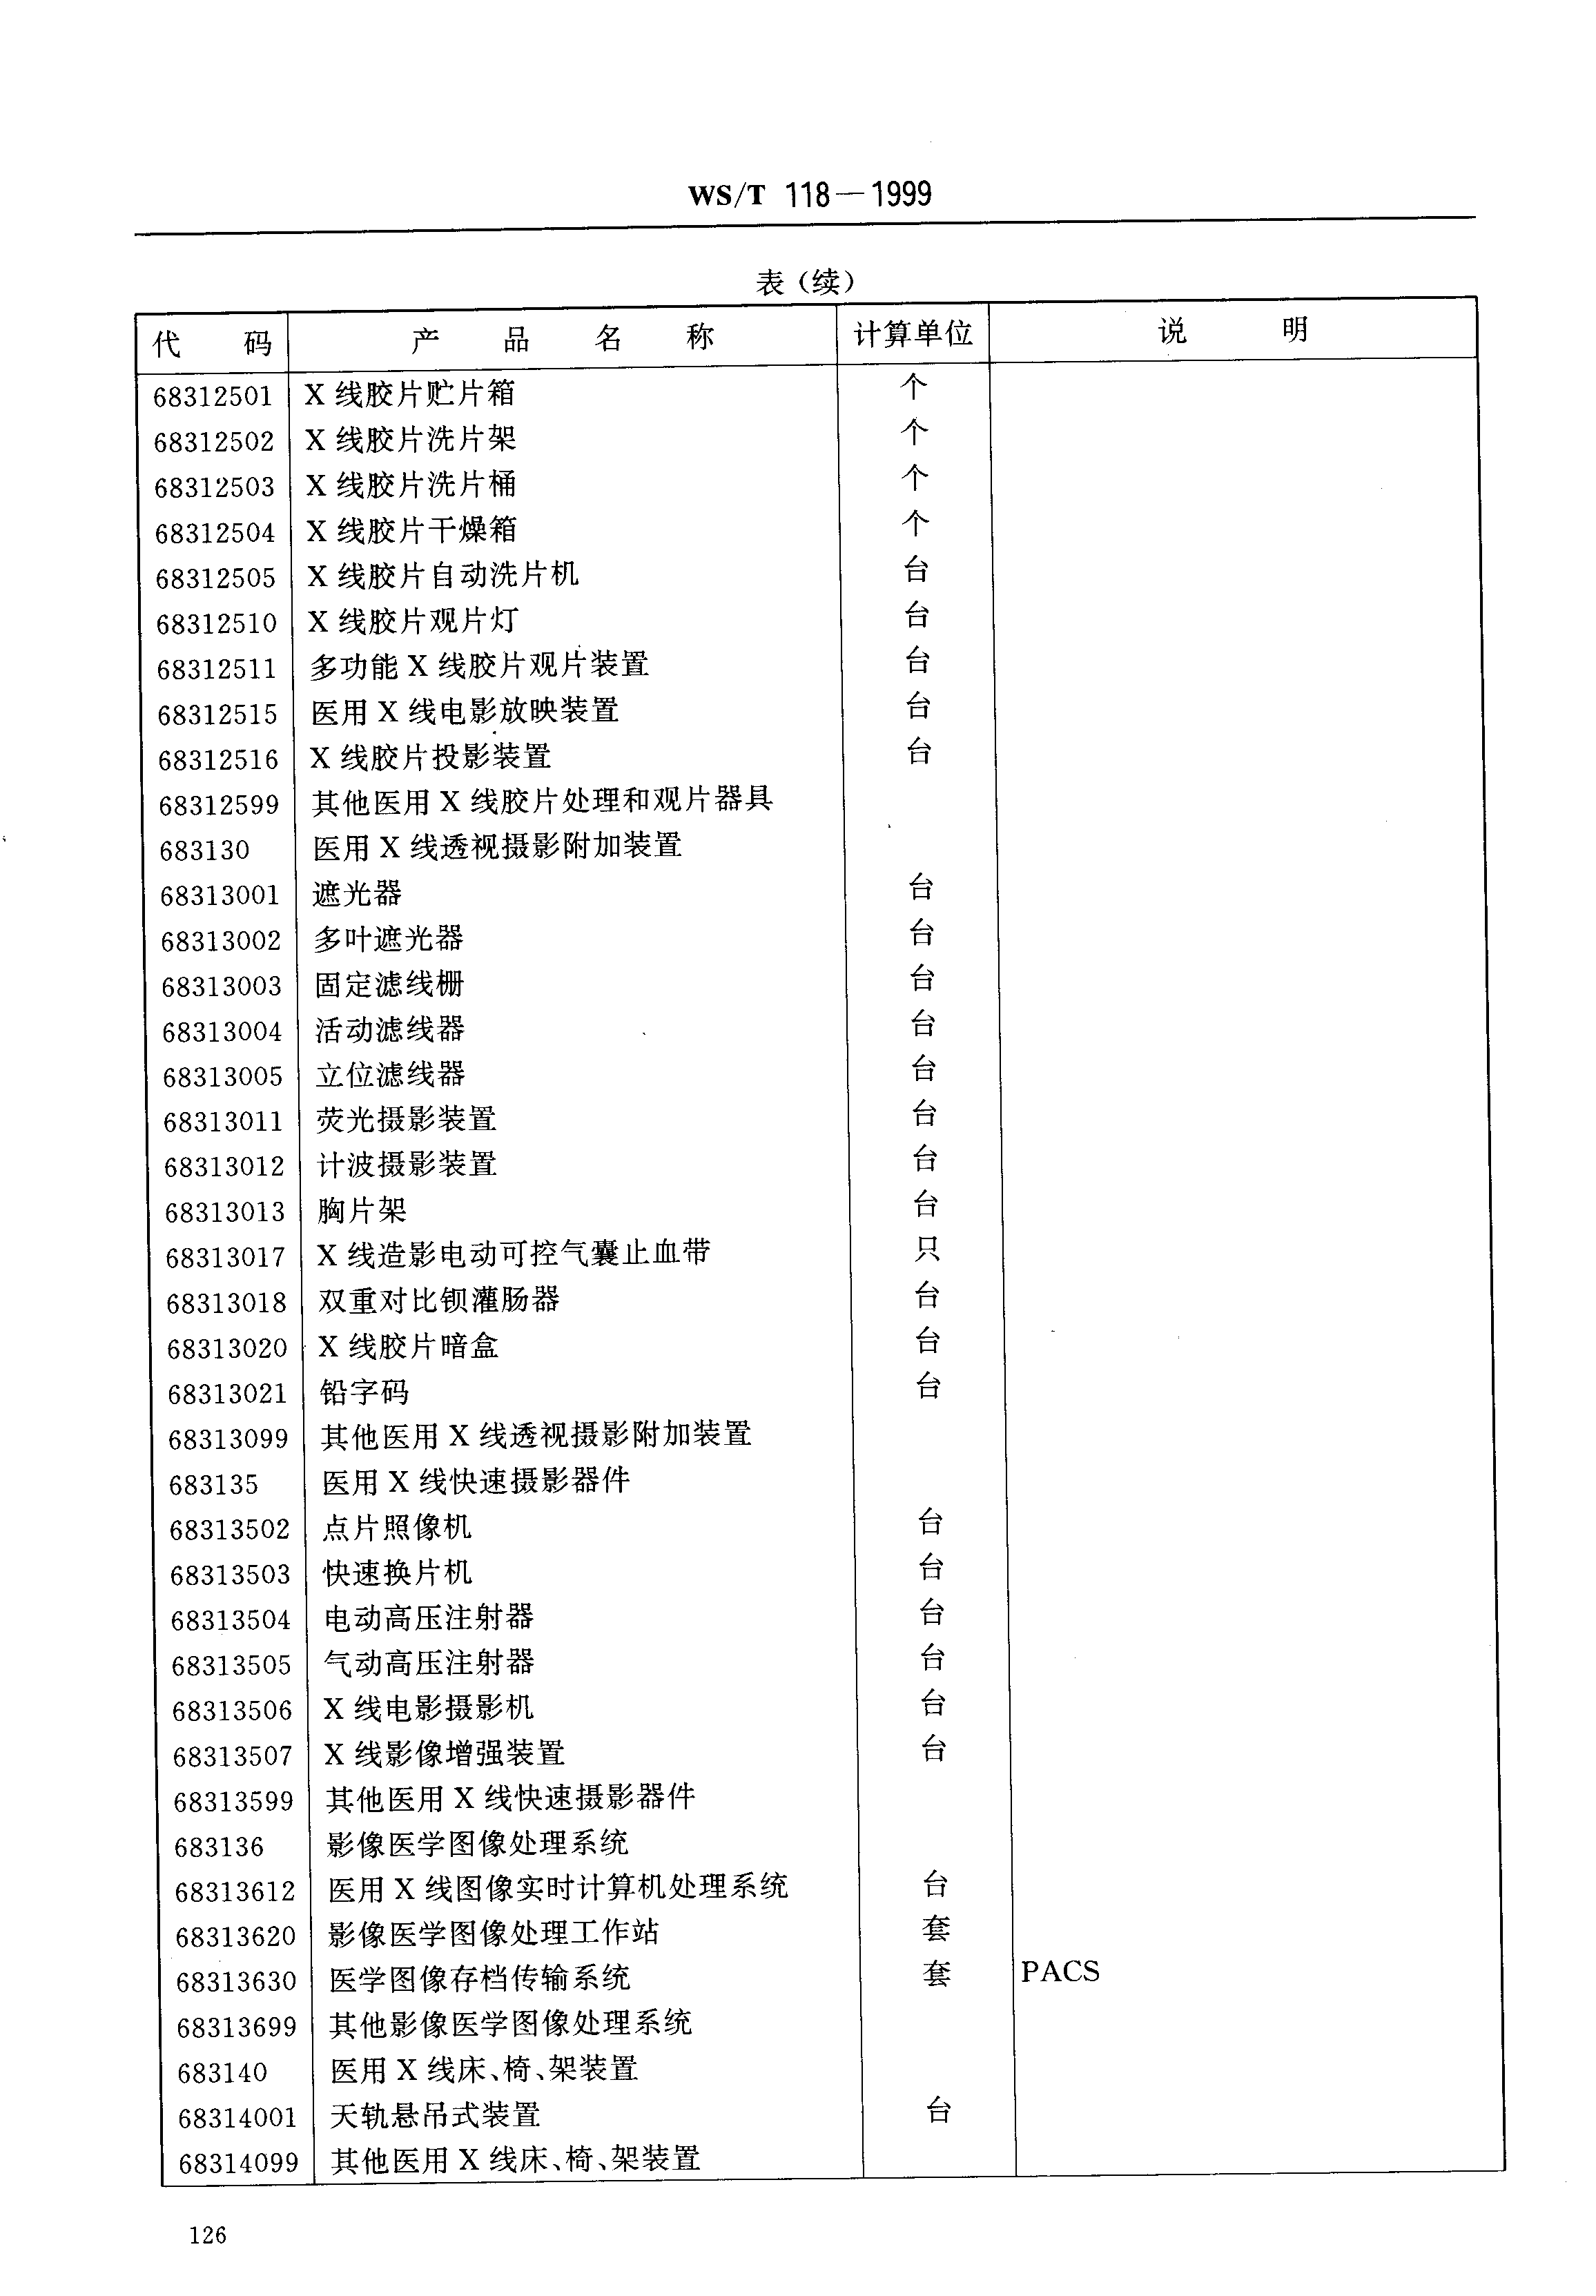 WS/T 118—1999
表(续)
代 码 产 品 名 称 计算单位 说 明
68312501 X 线胶片贮片箱 个
68312502 X 线胶片洗片架 个
68312503 X 线胶片洗片桶 个
68312504 X 线胶片干燥箱 个
68312505 X 线胶片自动洗片机 台
68312510 X 线胶片观片灯 台
68312511 多功能 X 线胶片观片装置 台
68312515 医用 X 线电影放映装置 台
68312516 X 线胶片投影装置 台
68312599 其他医用 X 线胶片处理和观片器具
683130 医用 X 线透视摄影附加装置
68313001 遮光器 台
68313002 多叶遮光器 台
68313003 固定滤线栅 台
68313004 活动滤线器 台
68313005 立位滤线器 台
68313011 荧光摄影装置 台
68313012 计波摄影装置 台
68313013 胸片架 台
68313017 X 线造影电动可控气囊止血带 只
68313018 双重对比钡灌肠器 台
68313020 X 线胶片暗盒 台
68313021 铅字码 台
68313099 其他医用 X 线透视摄影附加装置
683135 医用 X 线快速摄影器件
68313502 点片照像机 台
68313503 快速换片机 台
68313504 电动高压注射器 台
68313505 气动高压注射器 台
68313506 X 线电影摄影机 台
68313507 X 线影像增强装置 台
68313599 其他医用 X 线快速摄影器件
683136 影像医学图像处理系统
68313612 医用 X 线图像实时计算机处理系统 台
68313620 影像医学图像处理工作站 套
68313630 医学图像存档传输系统 套 PACS
68313699 其他影像医学图像处理系统
683140 医用 X 线床、椅、架装置
68314001 天轨悬吊式装置 台
68314099 其他医用 X 线床、椅、架装置
126